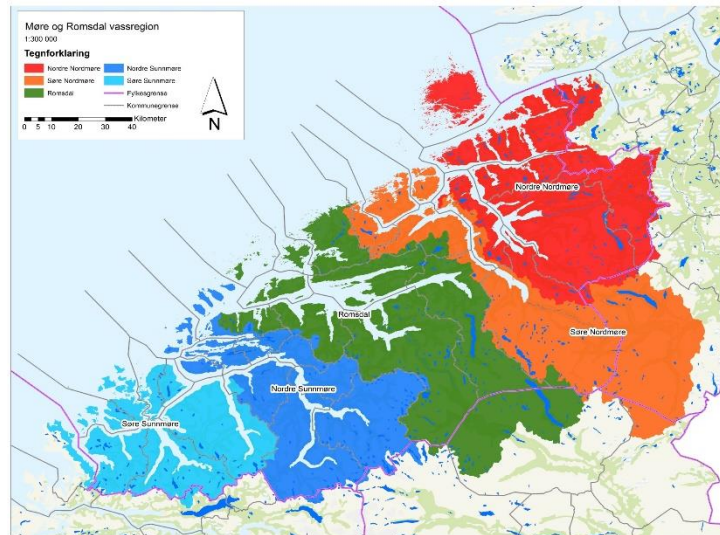 Møre og Romsdal vassregion
1:300 000
Tegnforklaring
Nordre Nordmøre
Nordre Sunnmøre
Søre Nordmøre
Søre Sunnmøre
Romsdal
Fylkesgrense
Kommunegrense
Kilometer
0 5 10 20 30 40
N
Nordre Nordmøre
Søre Nordmøre
Romsdal
Nordre Sunnmøre
Søre Sunnmøre